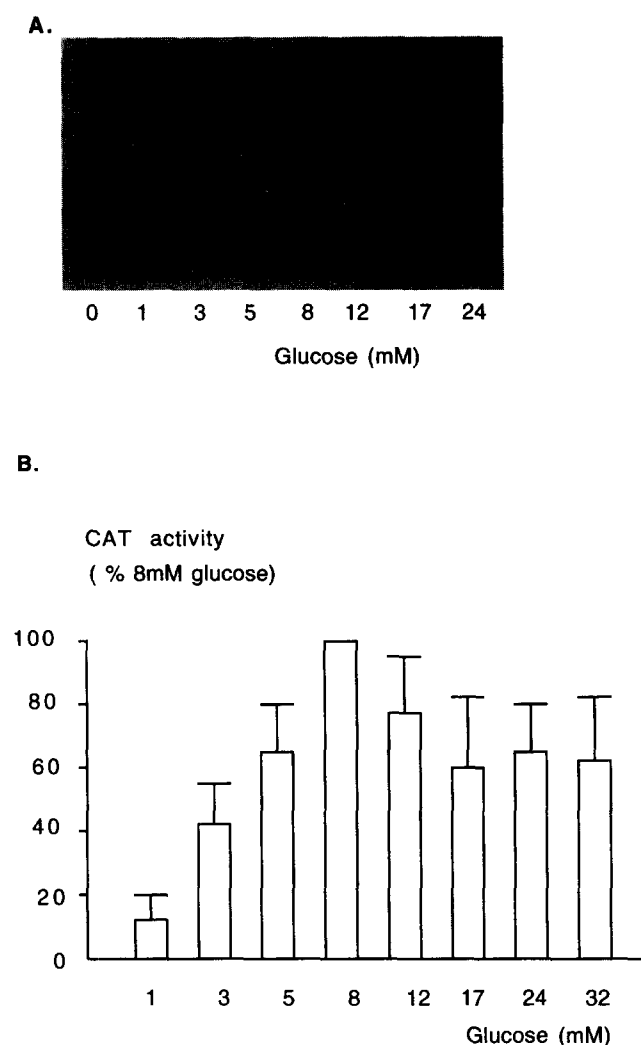 A.
0 1 3 5 8 12 17 24
Glucose (mM)
B.
CAT activity
( % 8mM glucose)
100
80
60
40
20
0
1 3 5 8 12 17 24 32
Glucose (mM)